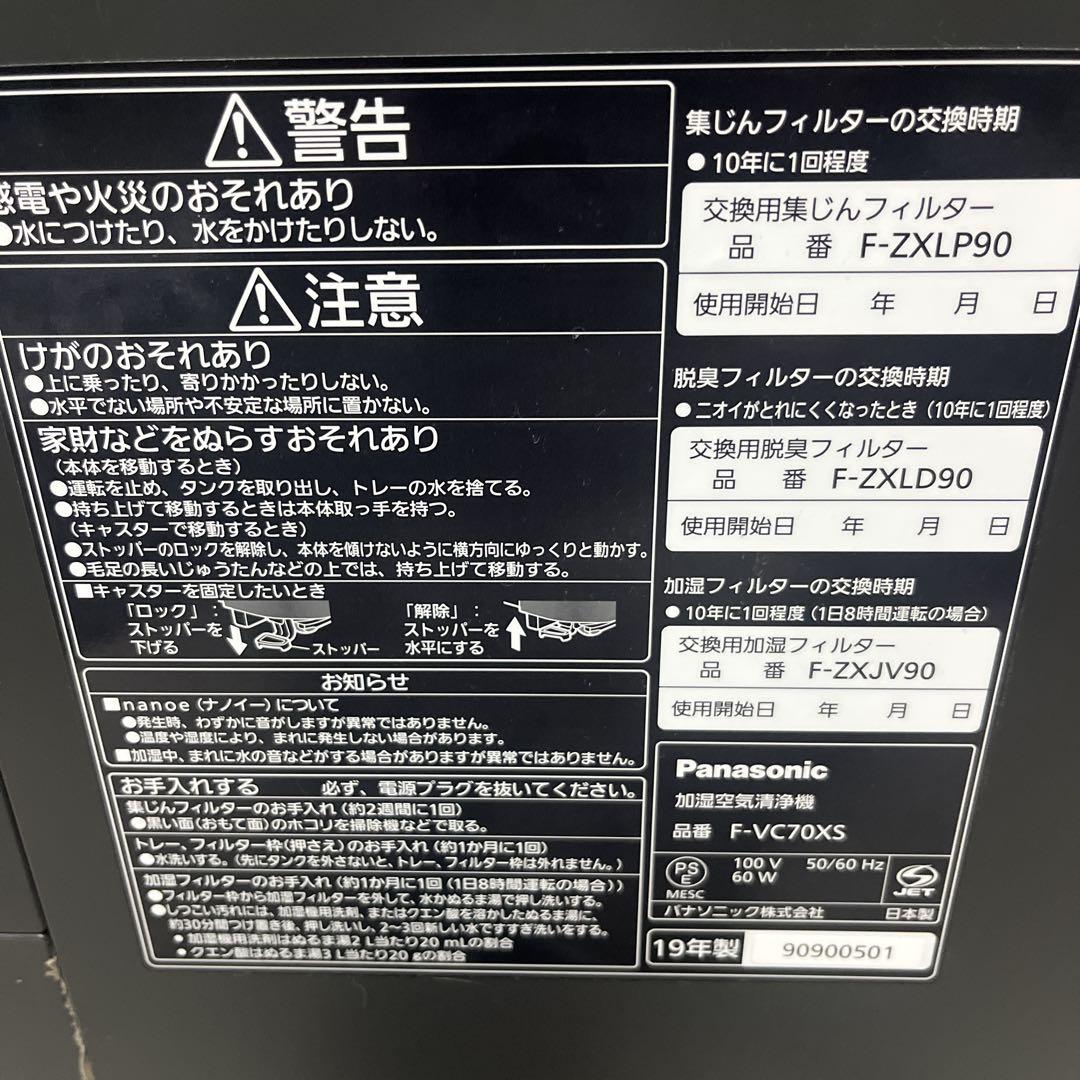 警告
感電や火災のおそれあり
●水につけたり、水をかけたりしない。
注意
けがのおそれあり
●上に乗ったり、寄りかかったりしない。
●水平でない場所や不安定な場所に置かない。
家財などをぬらすおそれあり
(本体を移動するとき)
●運転を止め、タンクを取り出し、トレーの水を捨てる。
●持ち上げて移動するときは本体取っ手を持つ。
(キャスターで移動するとき)
●ストッパーのロックを解除し、本体を傾けないように横方向にゆっくりと動かす。
●毛足の長いじゅうたんなどの上では、持ち上げて移動する。
■キャスターを固定したいとき
「ロック」:
ストッパーを
下げる
ストッパー
「解除」:
ストッパーを
水平にする
お知らせ
■nanoe(ナノイー)について
●発生時、わずかに音がしますが異常ではありません。
●温度や湿度により、まれに発生しない場合があります。
■加湿中、まれに水の音などがする場合がありますが異常ではありません。
お手入れする 必ず、電源プラグを抜いてください。
集じんフィルターのお手入れ(約2週間に1回)
●黒い面(おもて面)のホコリを掃除機などで取る。
トレー、フィルター枠(押さえ)のお手入れ(約1か月に1回)
●水洗いする。(先にタンクを外さないと、トレー、フィルター枠は外れません。)
加湿フィルターのお手入れ(約1か月に1回(1日8時間運転の場合))
●フィルター枠から加湿フィルターを外して、水かぬるま湯で押し洗いする。
●しつこい汚れには、加湿機用洗剤、またはクエン酸を溶かしたぬるま湯に、
約30分間つけ置き後、押し洗いし、2~3回新しい水ですすぎ洗いをする。
• 加湿機用洗剤はぬるま湯2 L当たり20 mLの割合
• クエン酸はぬるま湯3 L当たり20 gの割合
集じんフィルターの交換時期
● 10年に1回程度
交換用集じんフィルター
品 番 F-ZXLP90
使用開始日 年 月 日
脱臭フィルターの交換時期
● ニオイがとれにくくなったとき(10年に1回程度)
交換用脱臭フィルター
品 番 F-ZXLD90
使用開始日 年 月 日
加湿フィルターの交換時期
● 10年に1回程度(1日8時間運転の場合)
交換用加湿フィルター
品 番 F-ZXJV90
使用開始日 年 月 日
Panasonic
加湿空気清浄機
品番 F-VC70XS
PSE
MESC
100 V 50/60 Hz
60 W
JET
パナソニック株式会社 日本製
19年製 90900501